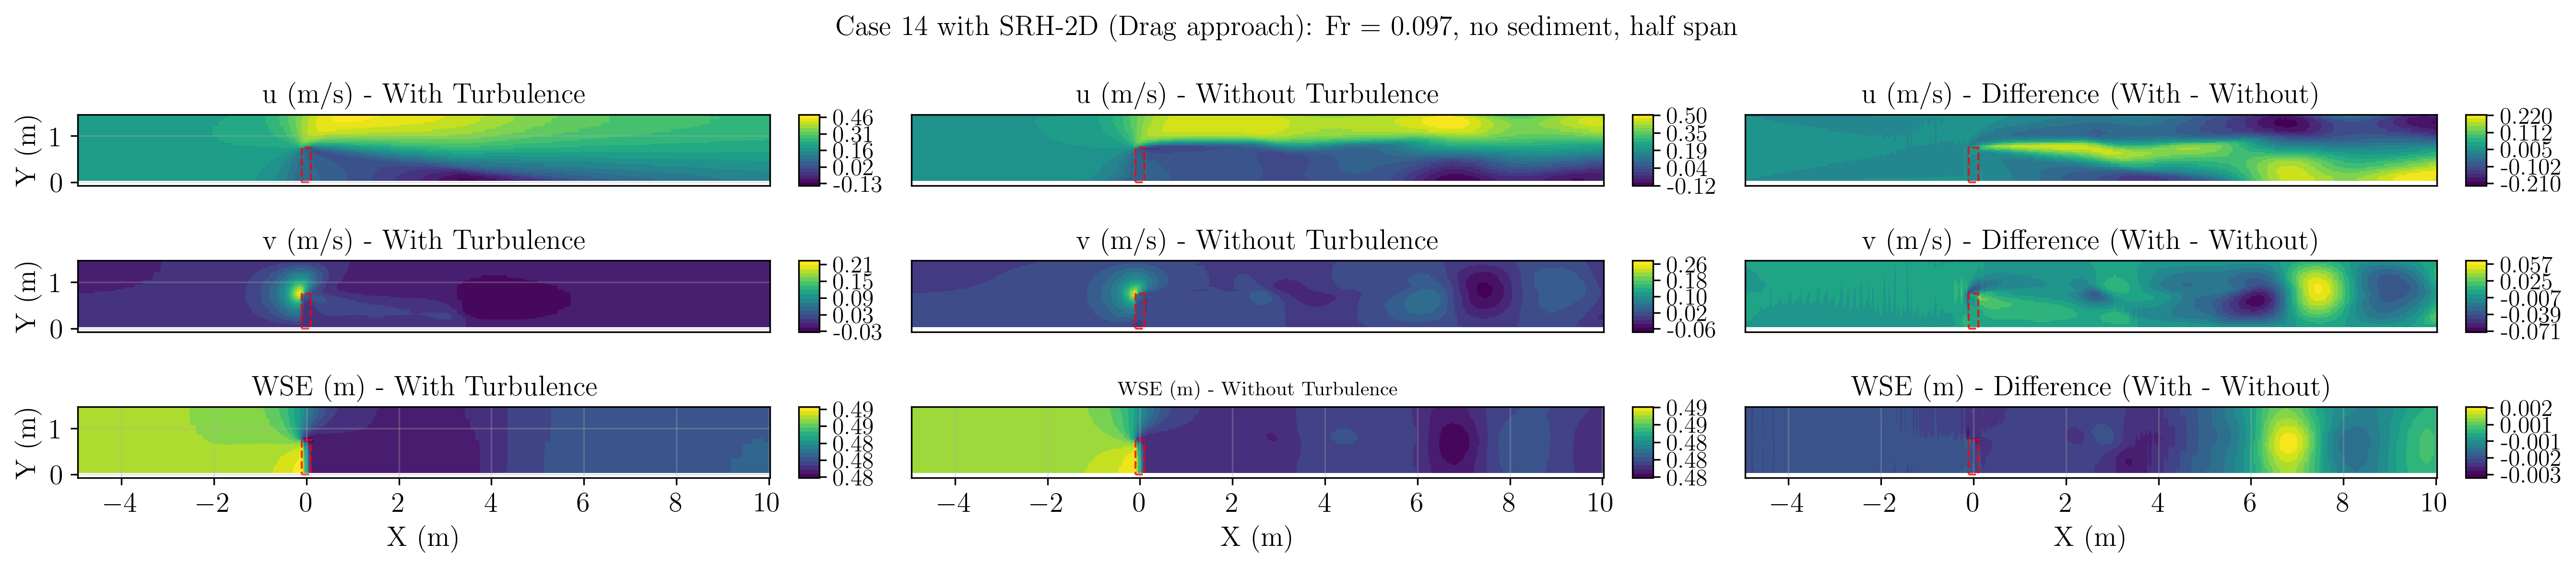 Case 14 with SRH-2D (Drag approach): Fr = 0.097, no sediment, half span
u (m/s) - With Turbulence
u (m/s) - Without Turbulence
u (m/s) - Difference (With - Without)
Y (m)
1
0
0.46
0.31
0.16
0.02
-0.13
0.50
0.35
0.19
0.04
-0.12
0.220
0.112
0.005
-0.102
-0.210
v (m/s) - With Turbulence
v (m/s) - Without Turbulence
v (m/s) - Difference (With - Without)
Y (m)
1
0
0.21
0.15
0.09
0.03
-0.03
0.26
0.18
0.10
0.02
-0.06
0.057
0.025
-0.007
-0.039
-0.071
WSE (m) - With Turbulence
WSE (m) - Without Turbulence
WSE (m) - Difference (With - Without)
Y (m)
1
0
0.49
0.49
0.48
0.48
0.48
0.49
0.49
0.48
0.48
0.48
0.002
0.001
-0.001
-0.002
-0.003
−4 −2 0 2 4 6 8 10
−4 −2 0 2 4 6 8 10
−4 −2 0 2 4 6 8 10
X (m)
X (m)
X (m)